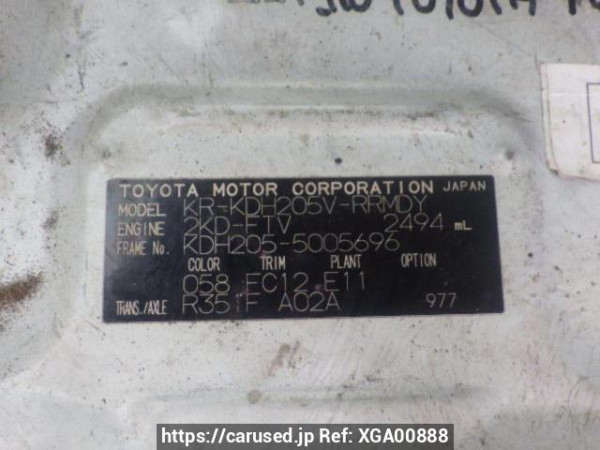 TOYOTA
TOYOTA MOTOR CORPORATION JAPAN
MODEL KR-KDH205V-RRMDY
ENGINE 2KD-FTV 2494 mL
FRAME No. KDH205-5005696
COLOR TRIM PLANT OPTION
058 FC12 E11
TRANS./AXLE R351F A02A 977
https://carused.jp Ref: XGA00888